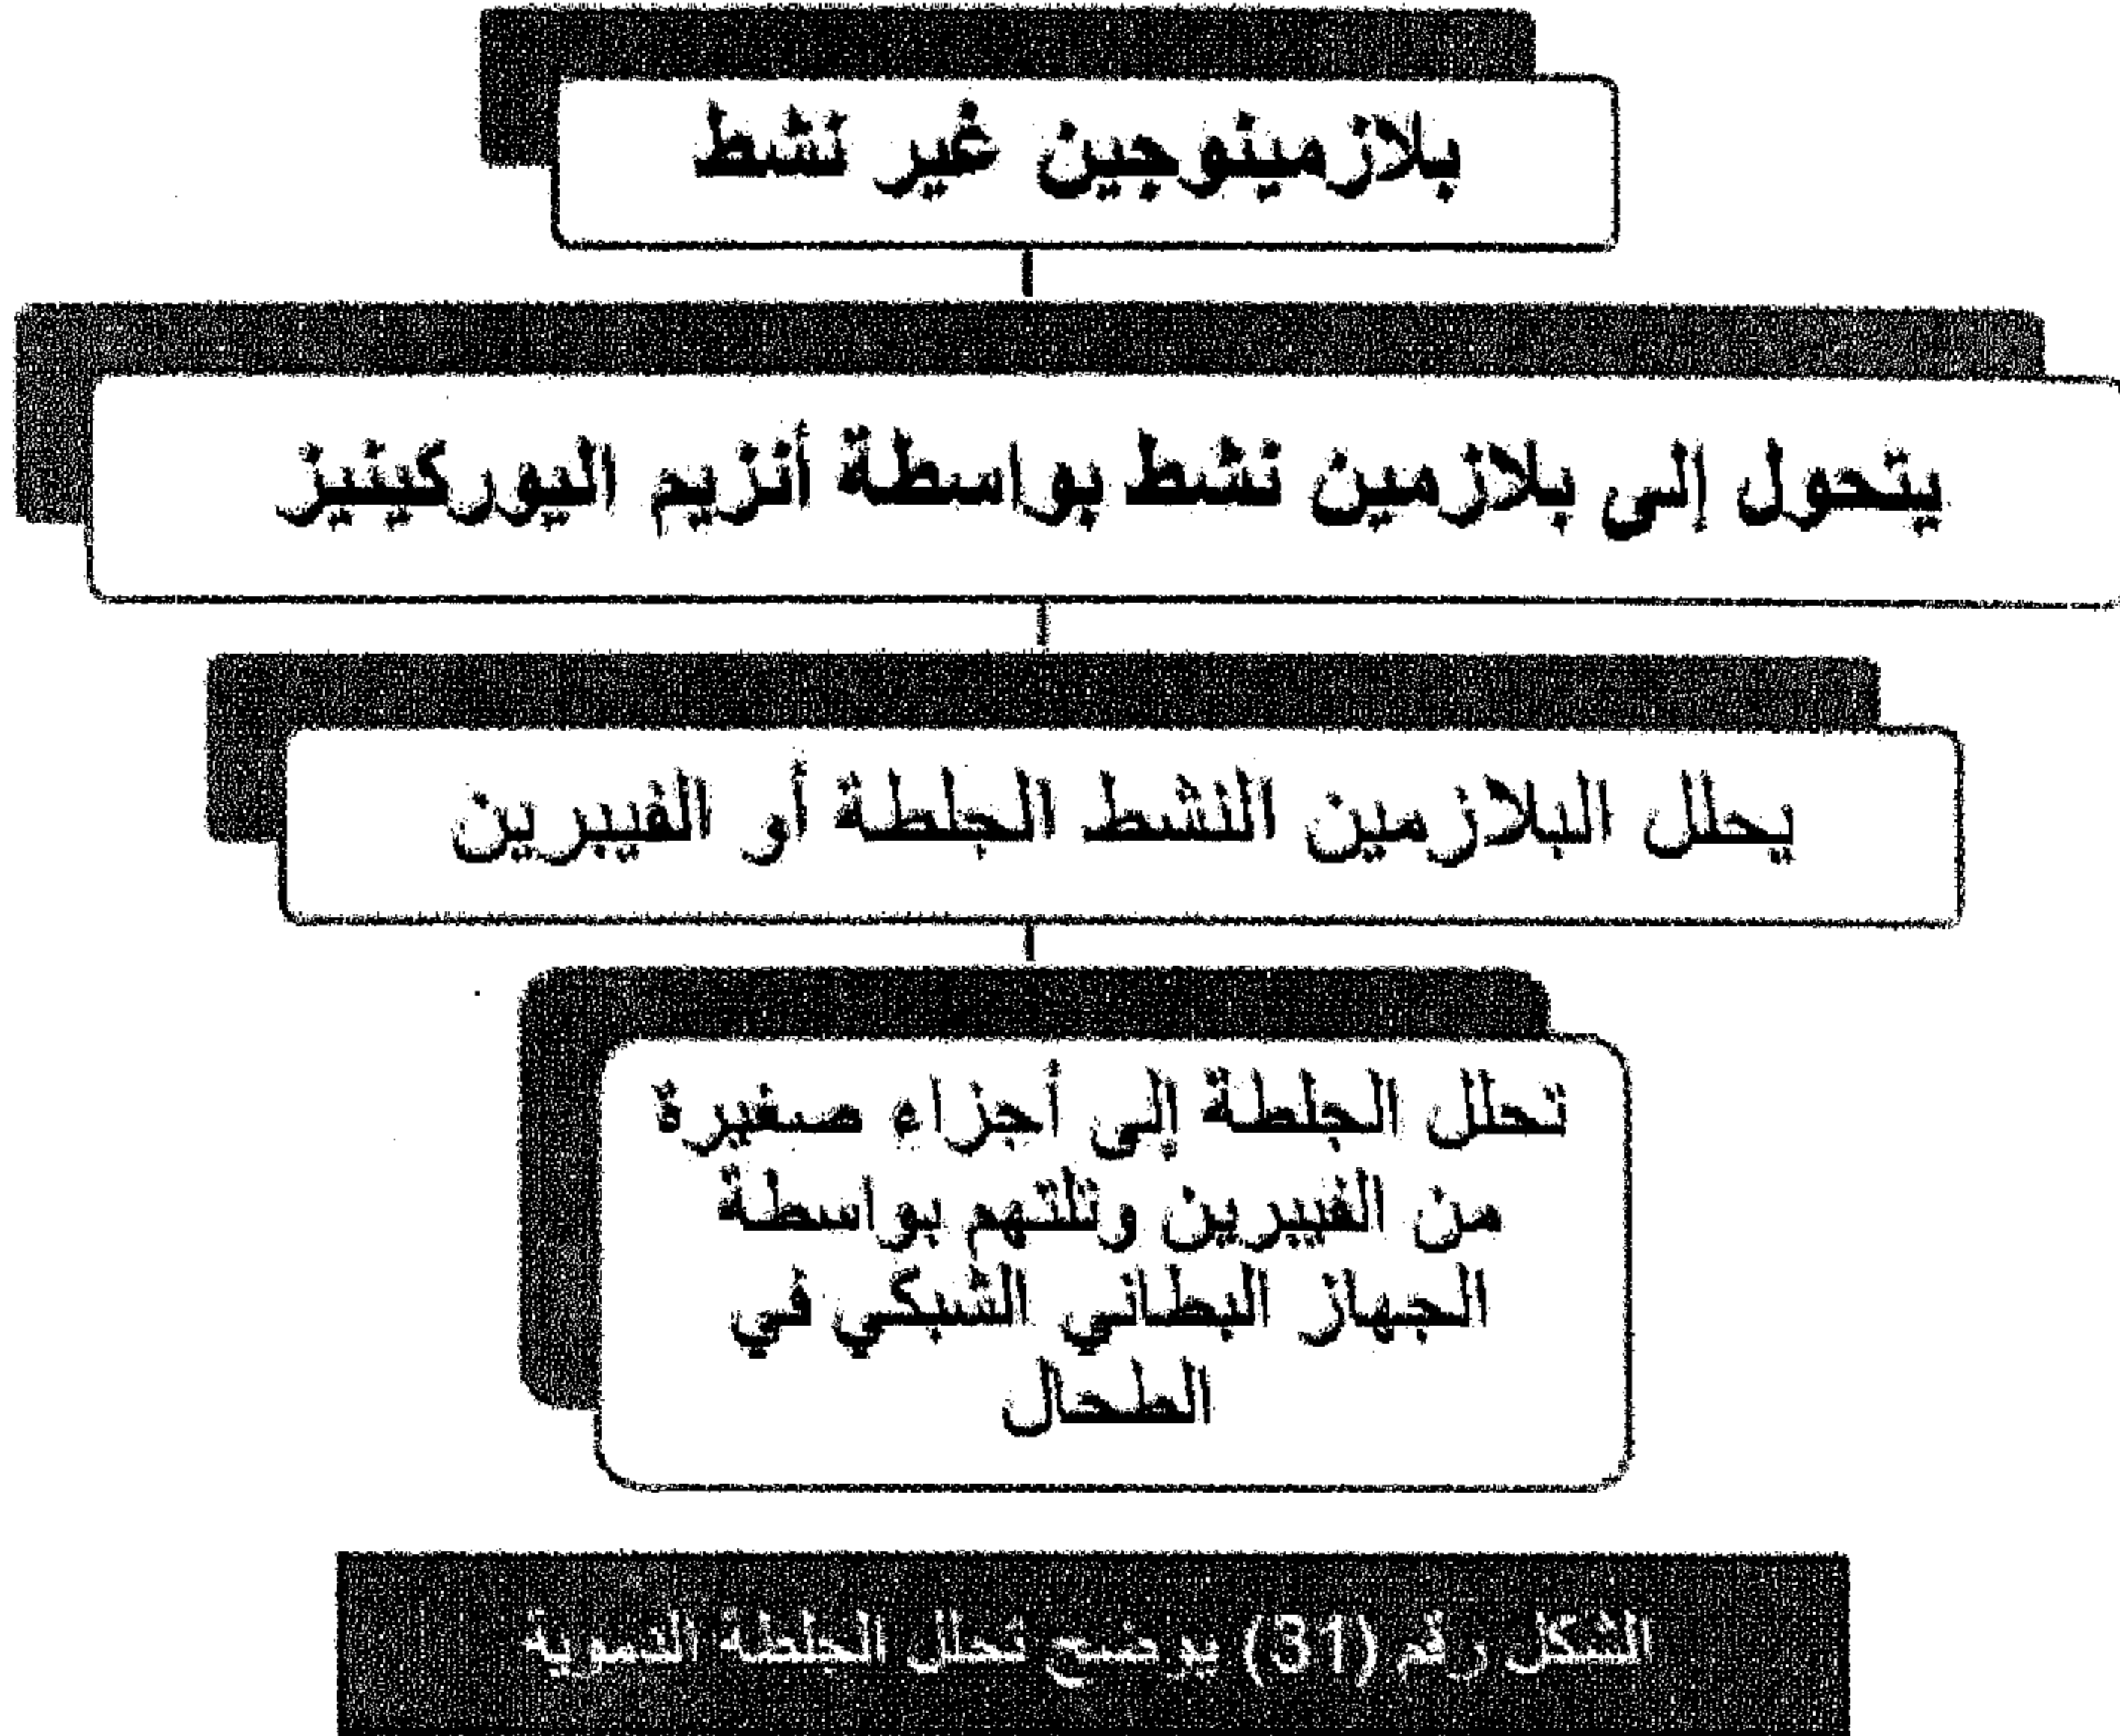 بلازمينوجين غير نشط
يتحول إلى بلازمين نشط بواسطة أنزيم اليوركينيز
يحلل البلازمين النشط الجلطة أو الفيبرين
تحلل الجلطة إلى أجزاء صغيرة
من الفيبرين وتلتهم بواسطة
الجهاز البطاني الشبكي في
الطحال
الشكل رقم (31) يوضح تحلل الجلطة الدموية